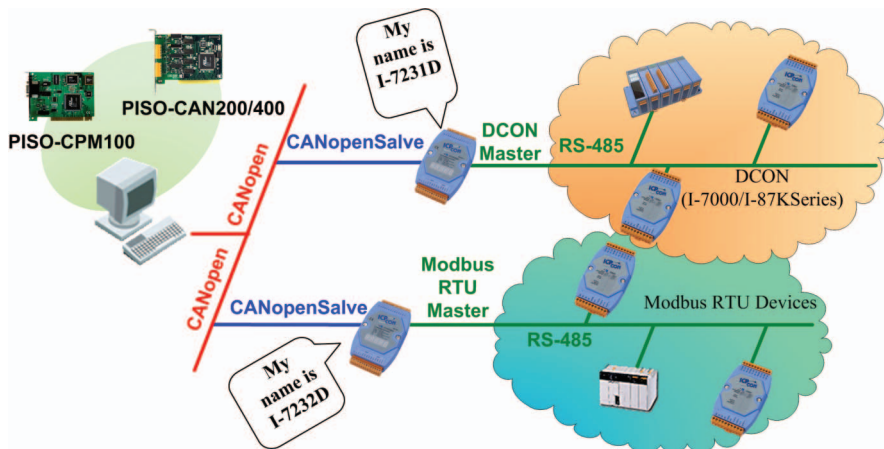 PISO-CAN200/400
PISO-CPM100
CANopen
CANopen
My
name is
I-7231D
CANopenSalve
DCON
Master
RS-485
DCON
(I-7000/I-87KSeries)
CANopenSalve
Modbus
RTU
Master
RS-485
Modbus RTU Devices
My
name is
I-7232D